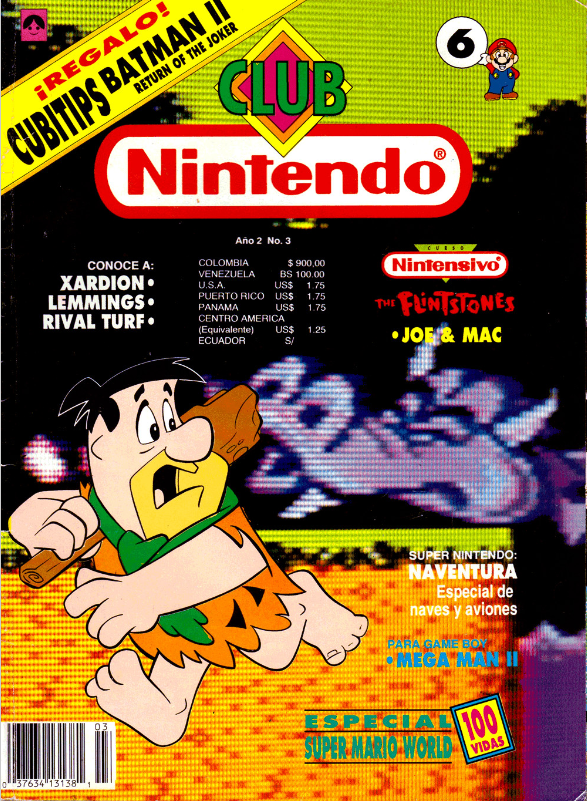 ¡REGALO!
CUBITIPS BATMAN II
RETURN OF THE JOKER
6
CLUB
Nintendo®
Año 2 No. 3
CONOCE A:
XARDION •
LEMMINGS •
RIVAL TURF •
COLOMBIA $ 900,00
VENEZUELA BS 100.00
U.S.A. US$ 1.75
PUERTO RICO US$ 1.75
PANAMA US$ 1.75
CENTRO AMERICA
(Equivalente) US$ 1.25
ECUADOR S/
CURSO
Nintensivo®
THE FLINTSTONES
• JOE & MAC
SUPER NINTENDO:
NAVENTURA
Especial de
naves y aviones
PARA GAME BOY
• MEGA MAN II
ESPECIAL
SUPER MARIO WORLD
100
VIDAS
03
0 37634 13138 1